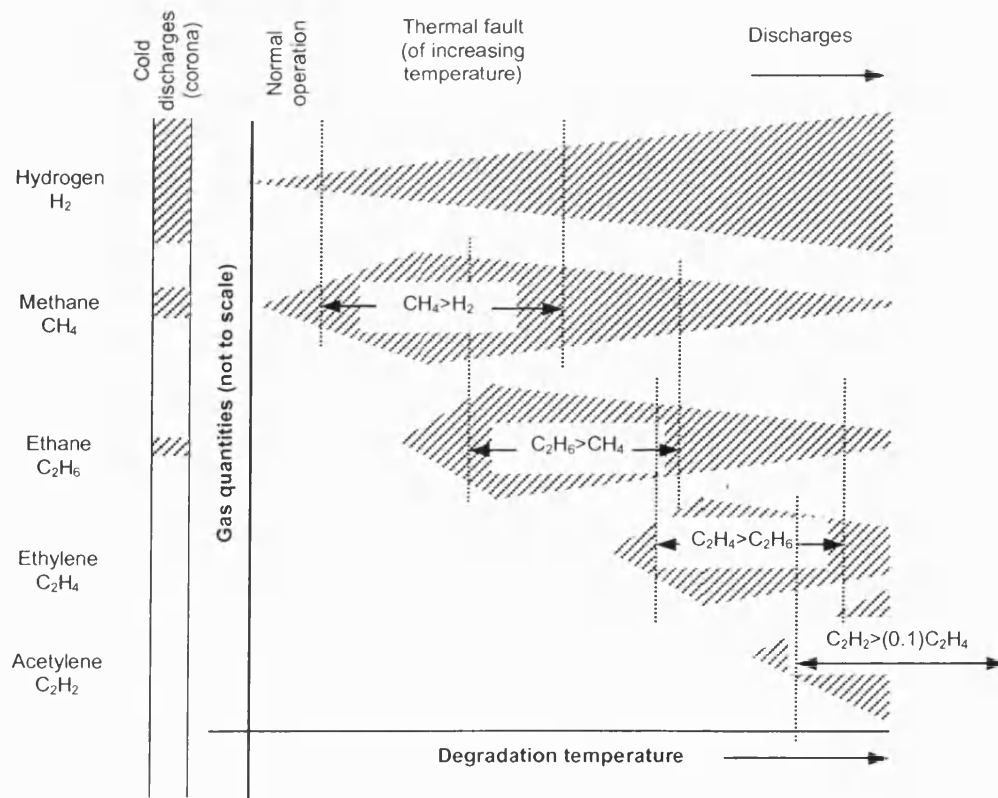 Cold
discharges
(corona)
Normal
operation
Thermal fault
(of increasing
temperature)
Discharges
Hydrogen
H₂
Methane
CH₄
CH₄>H₂
Ethane
C₂H₆
C₂H₆>CH₄
Ethylene
C₂H₄
C₂H₄>C₂H₆
Acetylene
C₂H₂
C₂H₂>(0.1)C₂H₄
Gas quantities (not to scale)
Degradation temperature